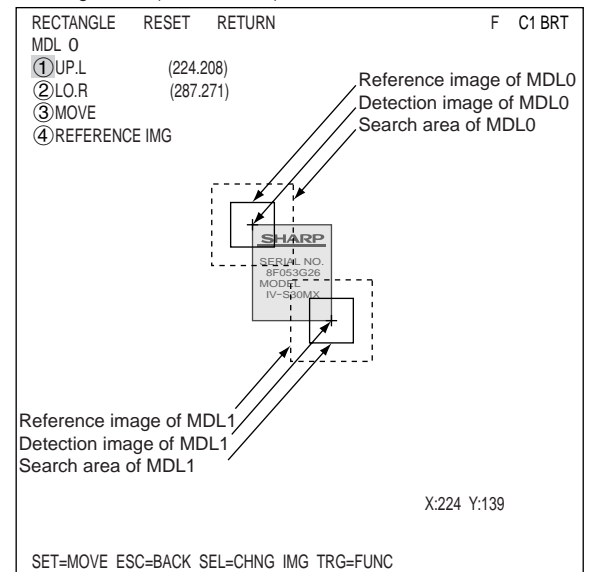 RECTANGLE RESET RETURN F C1 BRT
MDL 0
①UP.L (224.208)
②LO.R (287.271)
③MOVE
④REFERENCE IMG
Reference image of MDL0
Detection image of MDL0
Search area of MDL0
SHARP
SERIAL NO.
8F053G26
MODEL
IV-S30MX
Reference image of MDL1
Detection image of MDL1
Search area of MDL1
X:224 Y:139
SET=MOVE ESC=BACK SEL=CHNG IMG TRG=FUNC